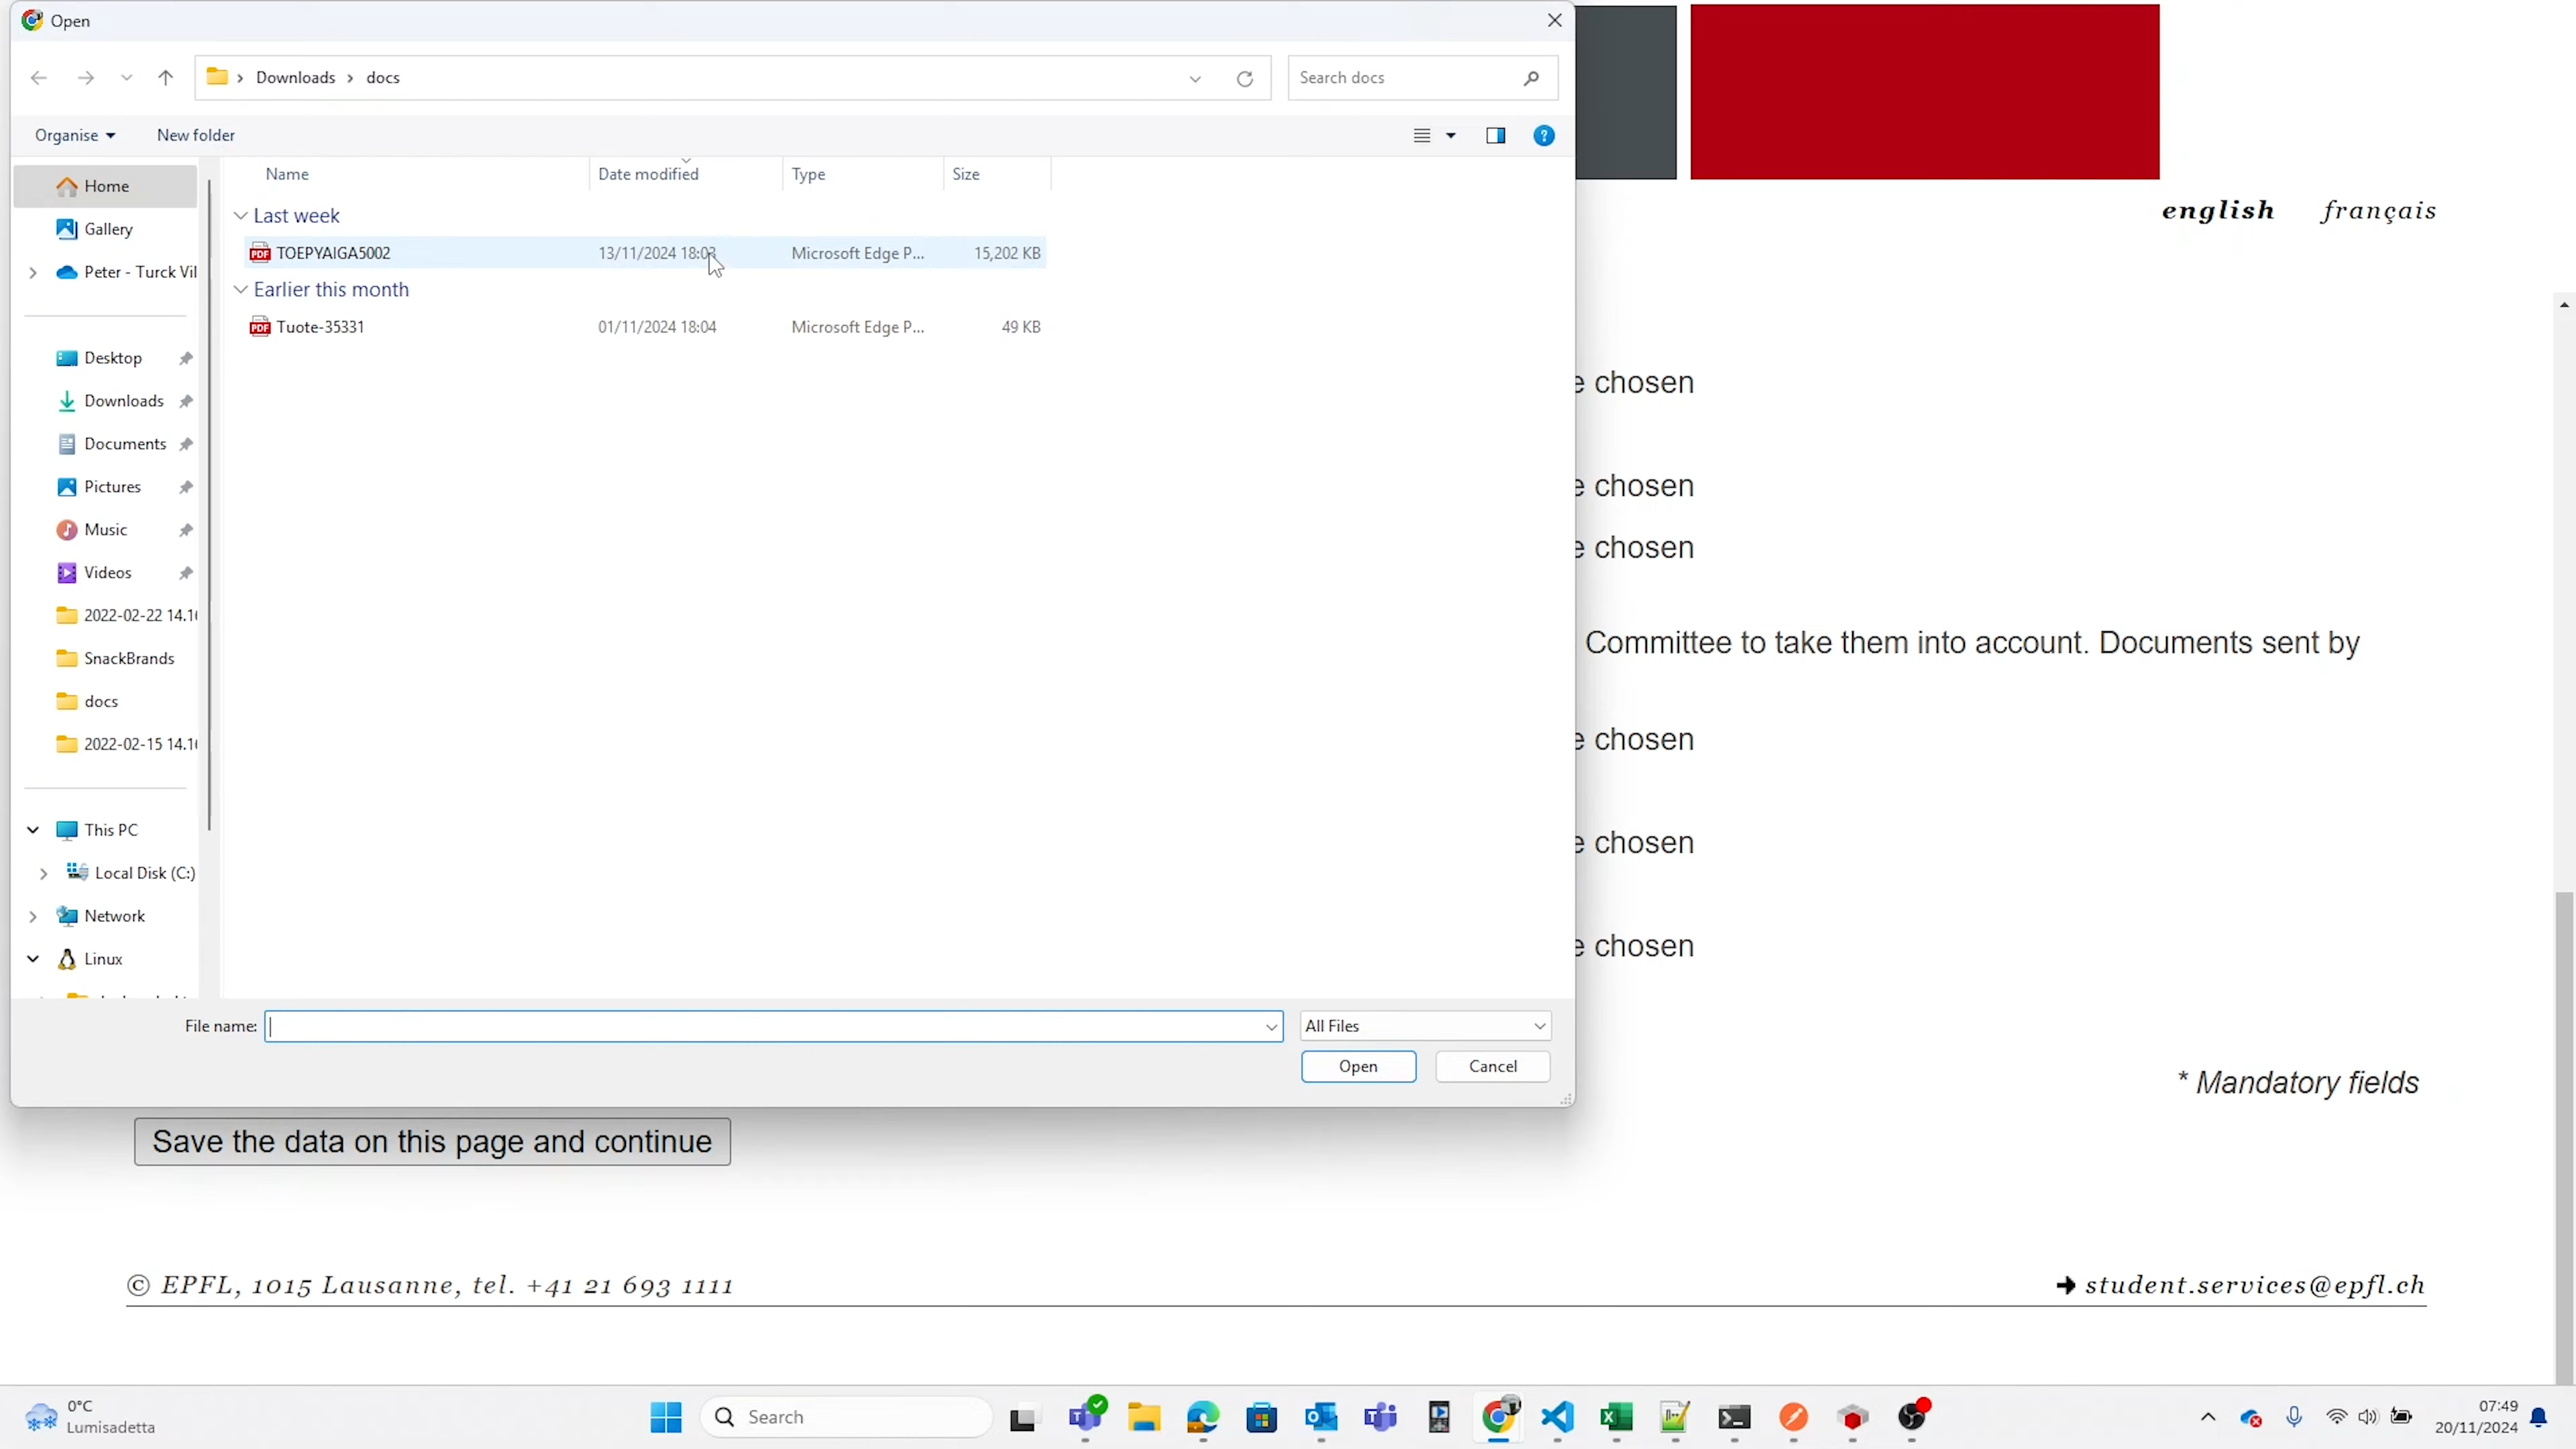 Open
Downloads docs
Search docs
Organise
New folder
Name
Date modified
Type
Size
Home
Gallery
Peter - Turck Vil
Desktop
Downloads
Documents
Pictures
Music
Videos
2022-02-22 14.1
SnackBrands
docs
2022-02-15 14.1
This PC
Local Disk (C:)
Network
Linux
Last week
TOEPYAIGA5002 13/11/2024 18:03 Microsoft Edge P... 15,202 KB
Earlier this month
Tuote-35331 01/11/2024 18:04 Microsoft Edge P... 49 KB
File name:
All Files
Open
Cancel
english français
e chosen
e chosen
e chosen
Committee to take them into account. Documents sent by
e chosen
e chosen
e chosen
* Mandatory fields
Save the data on this page and continue
© EPFL, 1015 Lausanne, tel. +41 21 693 1111
student.services@epfl.ch
0°C
Lumisadetta
Search
07:49
20/11/2024